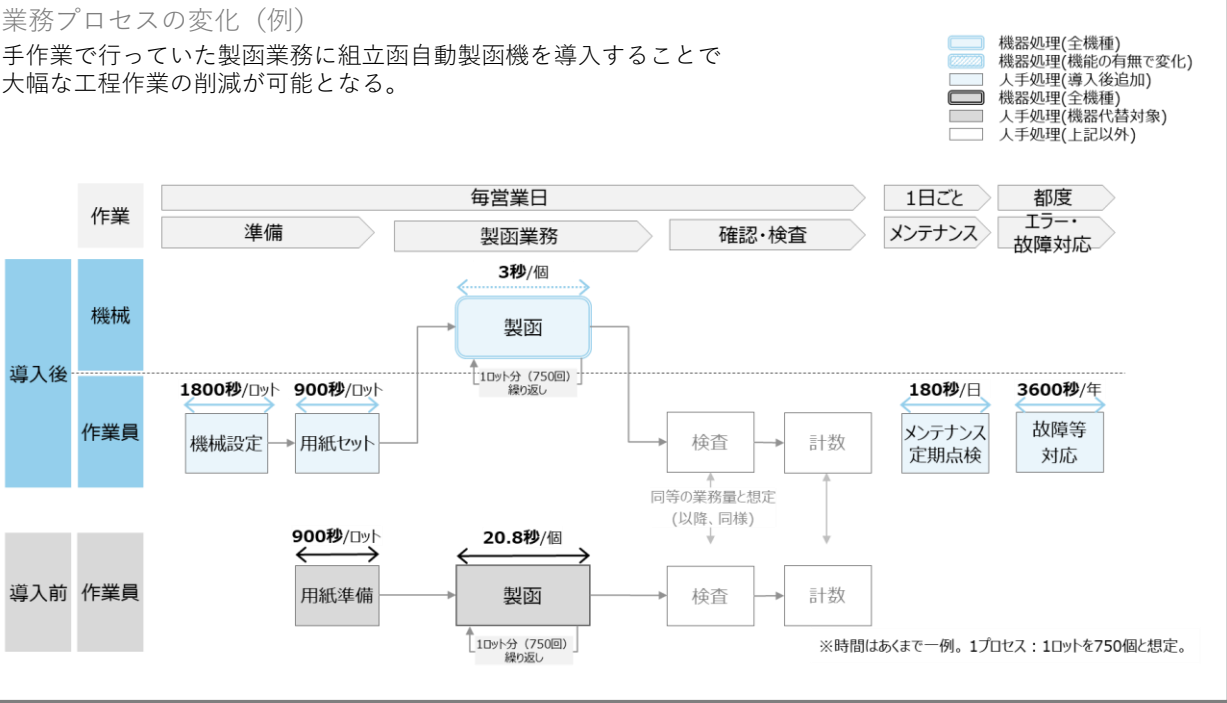 業務プロセスの変化（例）
手作業で行っていた製函業務に組立函自動製函機を導入することで
大幅な工程作業の削減が可能となる。
機器処理(全機種)
機器処理(機能の有無で変化)
人手処理(導入後追加)
機器処理(全機種)
人手処理(機器代替対象)
人手処理(上記以外)
作業
毎営業日
1日ごと
都度
準備
製函業務
確認・検査
メンテナンス
エラー・
故障対応
導入後
機械
3秒/個
製函
1ロット分（750回）
繰り返し
作業員
1800秒/ロット
900秒/ロット
180秒/日
3600秒/年
機械設定
用紙セット
検査
計数
メンテナンス
定期点検
故障等
対応
同等の業務量と想定
(以降、同様)
導入前
作業員
900秒/ロット
20.8秒/個
用紙準備
製函
検査
計数
1ロット分（750回）
繰り返し
※時間はあくまで一例。1プロセス：1ロットを750個と想定。